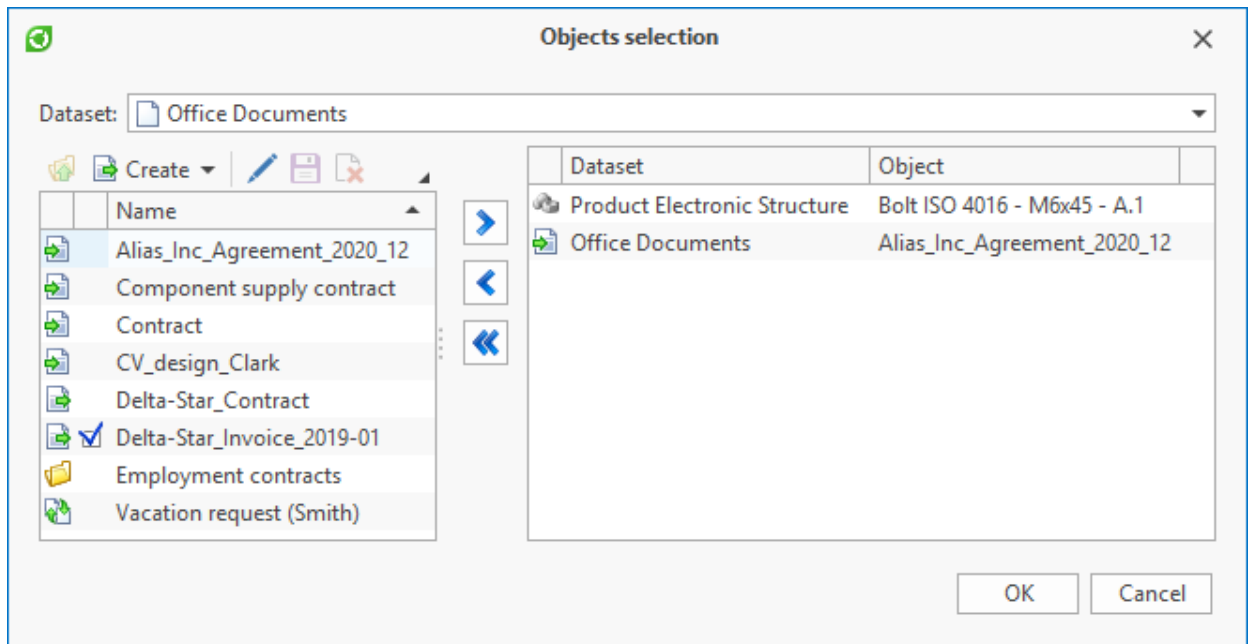 Objects selection
Dataset: Office Documents
Create
Name
Alias_Inc_Agreement_2020_12
Component supply contract
Contract
CV_design_Clark
Delta-Star_Contract
Delta-Star_Invoice_2019-01
Employment contracts
Vacation request (Smith)
Dataset Object
Product Electronic Structure Bolt ISO 4016 - M6x45 - A.1
Office Documents Alias_Inc_Agreement_2020_12
OK Cancel